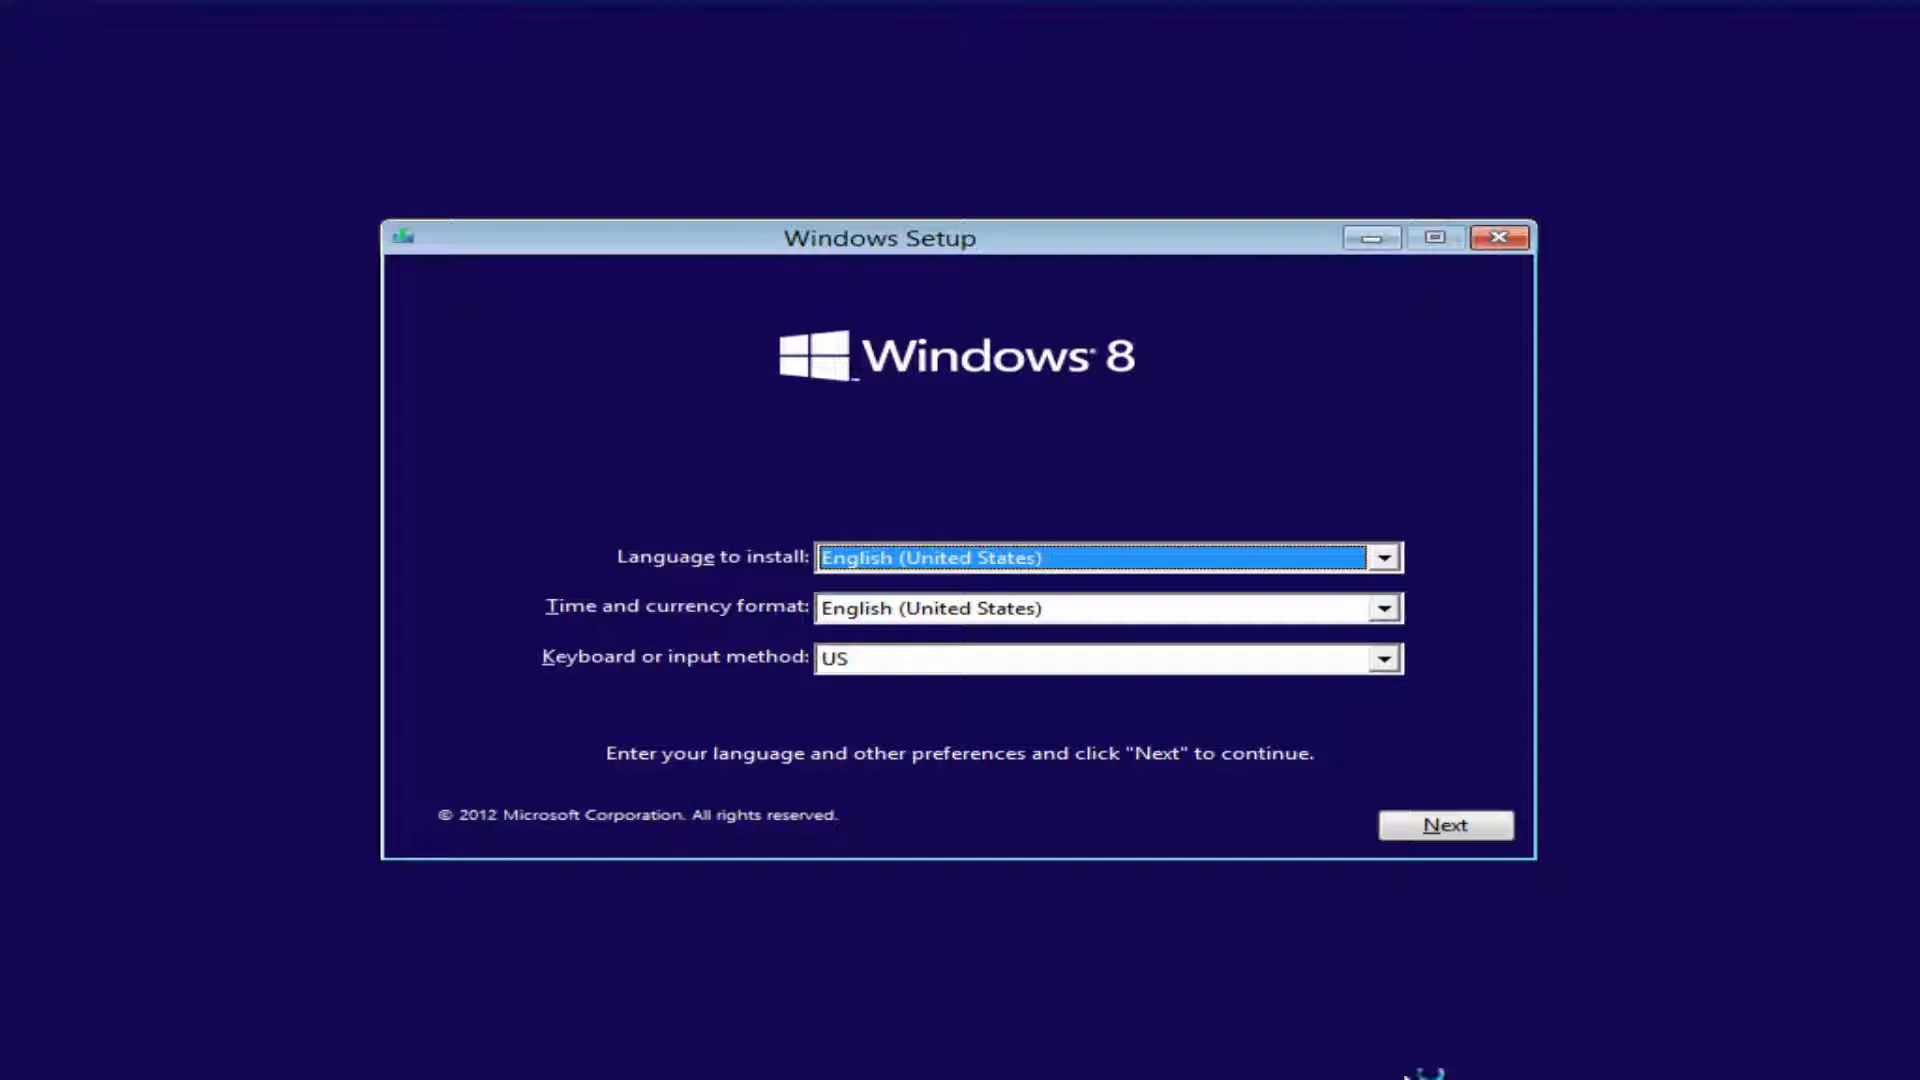 Windows Setup
Windows 8
Language to install: English (United States)
Time and currency format: English (United States)
Keyboard or input method: US
Enter your language and other preferences and click "Next" to continue.
© 2012 Microsoft Corporation. All rights reserved.
Next